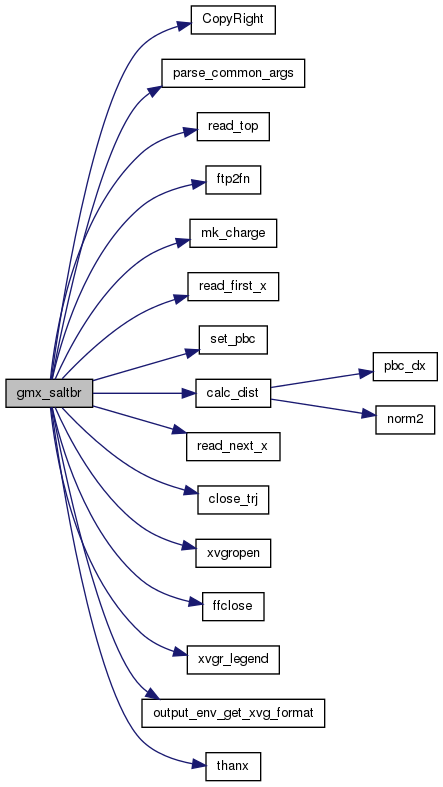 CopyRight
parse_common_args
read_top
ftp2fn
mk_charge
read_first_x
set_pbc
pbc_dx
gmx_saltbr
calc_dist
norm2
read_next_x
close_trj
xvgropen
ffclose
xvgr_legend
output_env_get_xvg_format
thanx